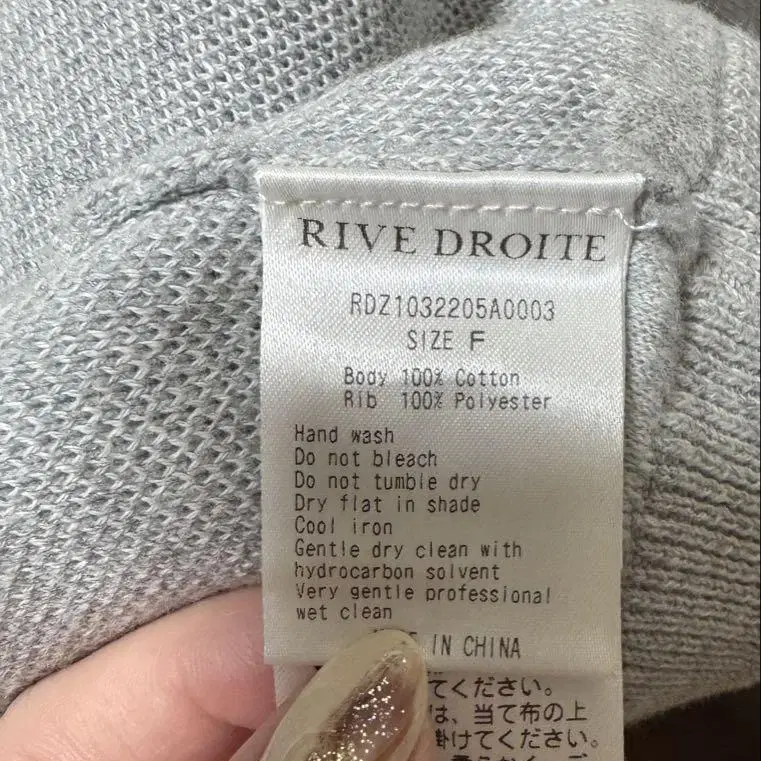 RIVE DROITE
RDZ1032205A0003
SIZE F
Body 100% Cotton
Rib 100% Polyester
Hand wash
Do not bleach
Do not tumble dry
Dry flat in shade
Cool iron
Gentle dry clean with
hydrocarbon solvent
Very gentle professional
wet clean
IN CHINA
てください。
は、当て布の上
掛けてください。